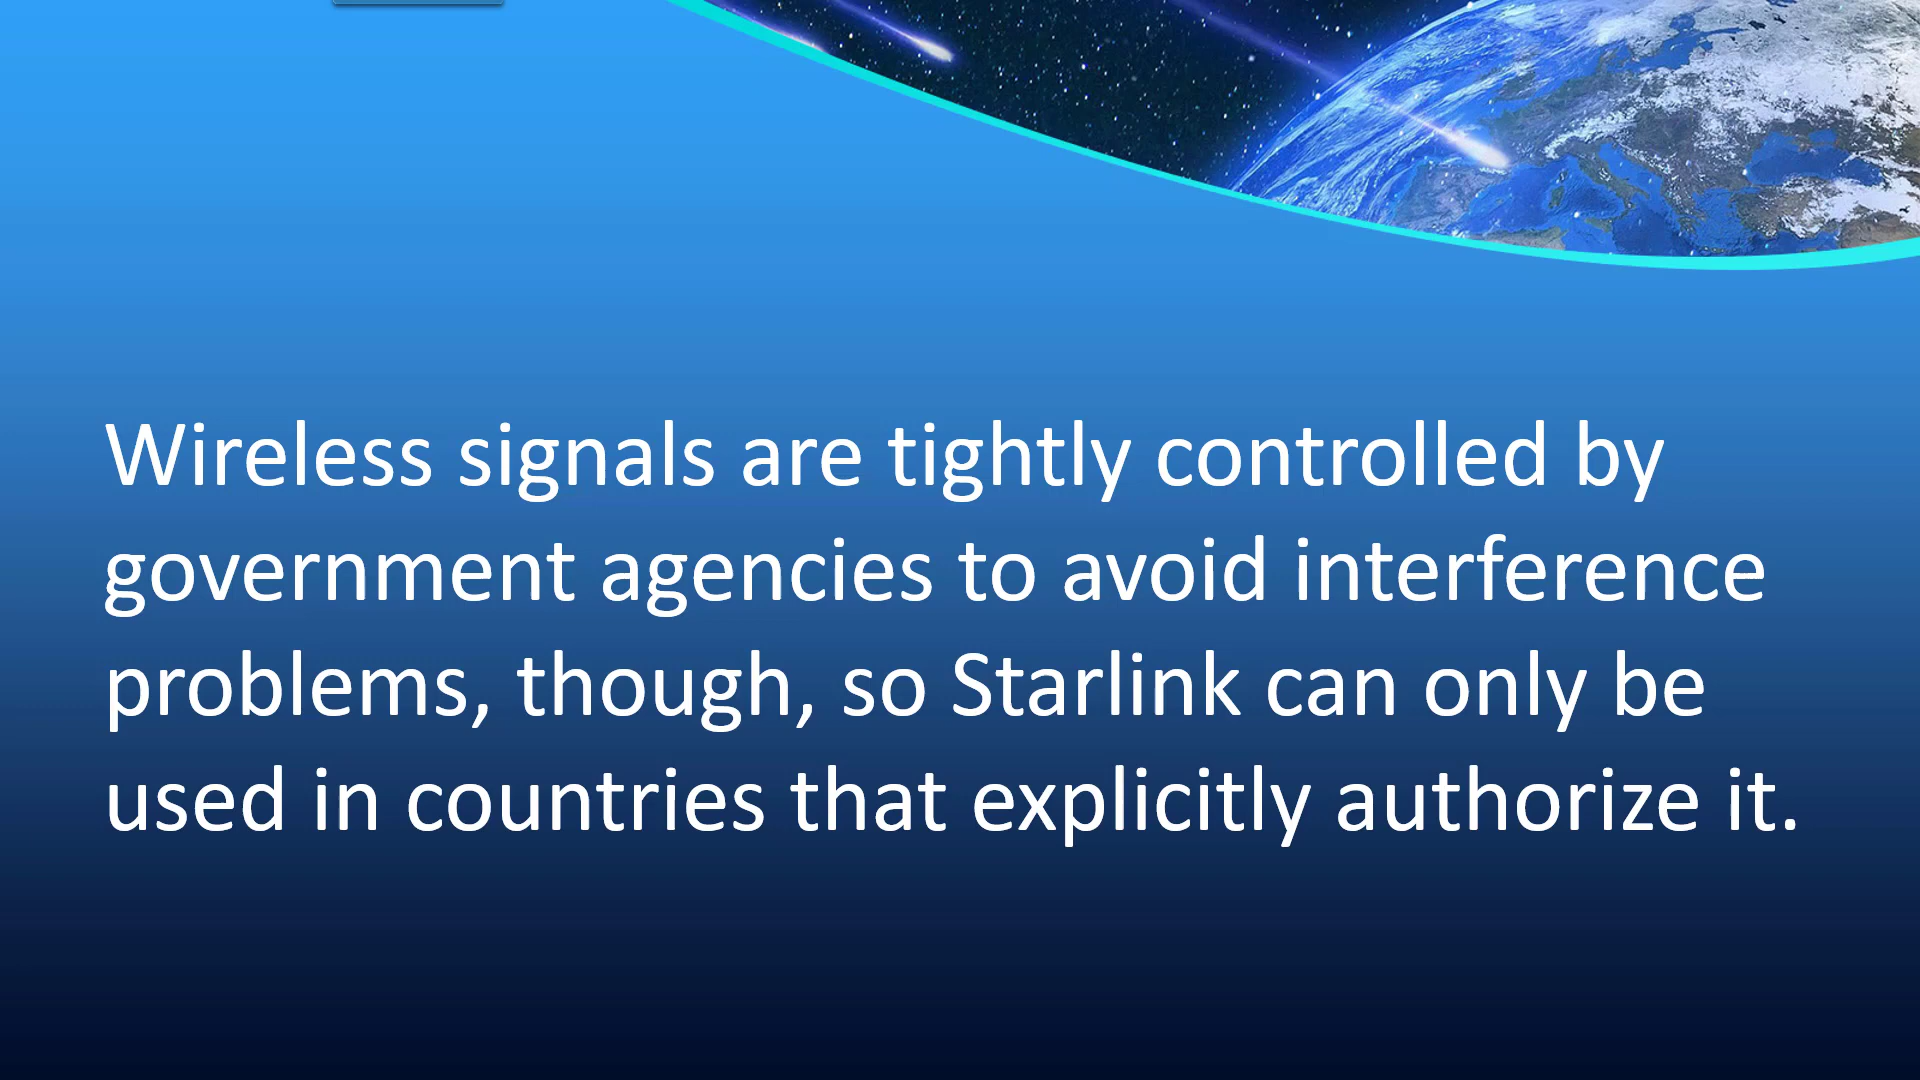 Wireless signals are tightly controlled by
government agencies to avoid interference
problems, though, so Starlink can only be
used in countries that explicitly authorize it.